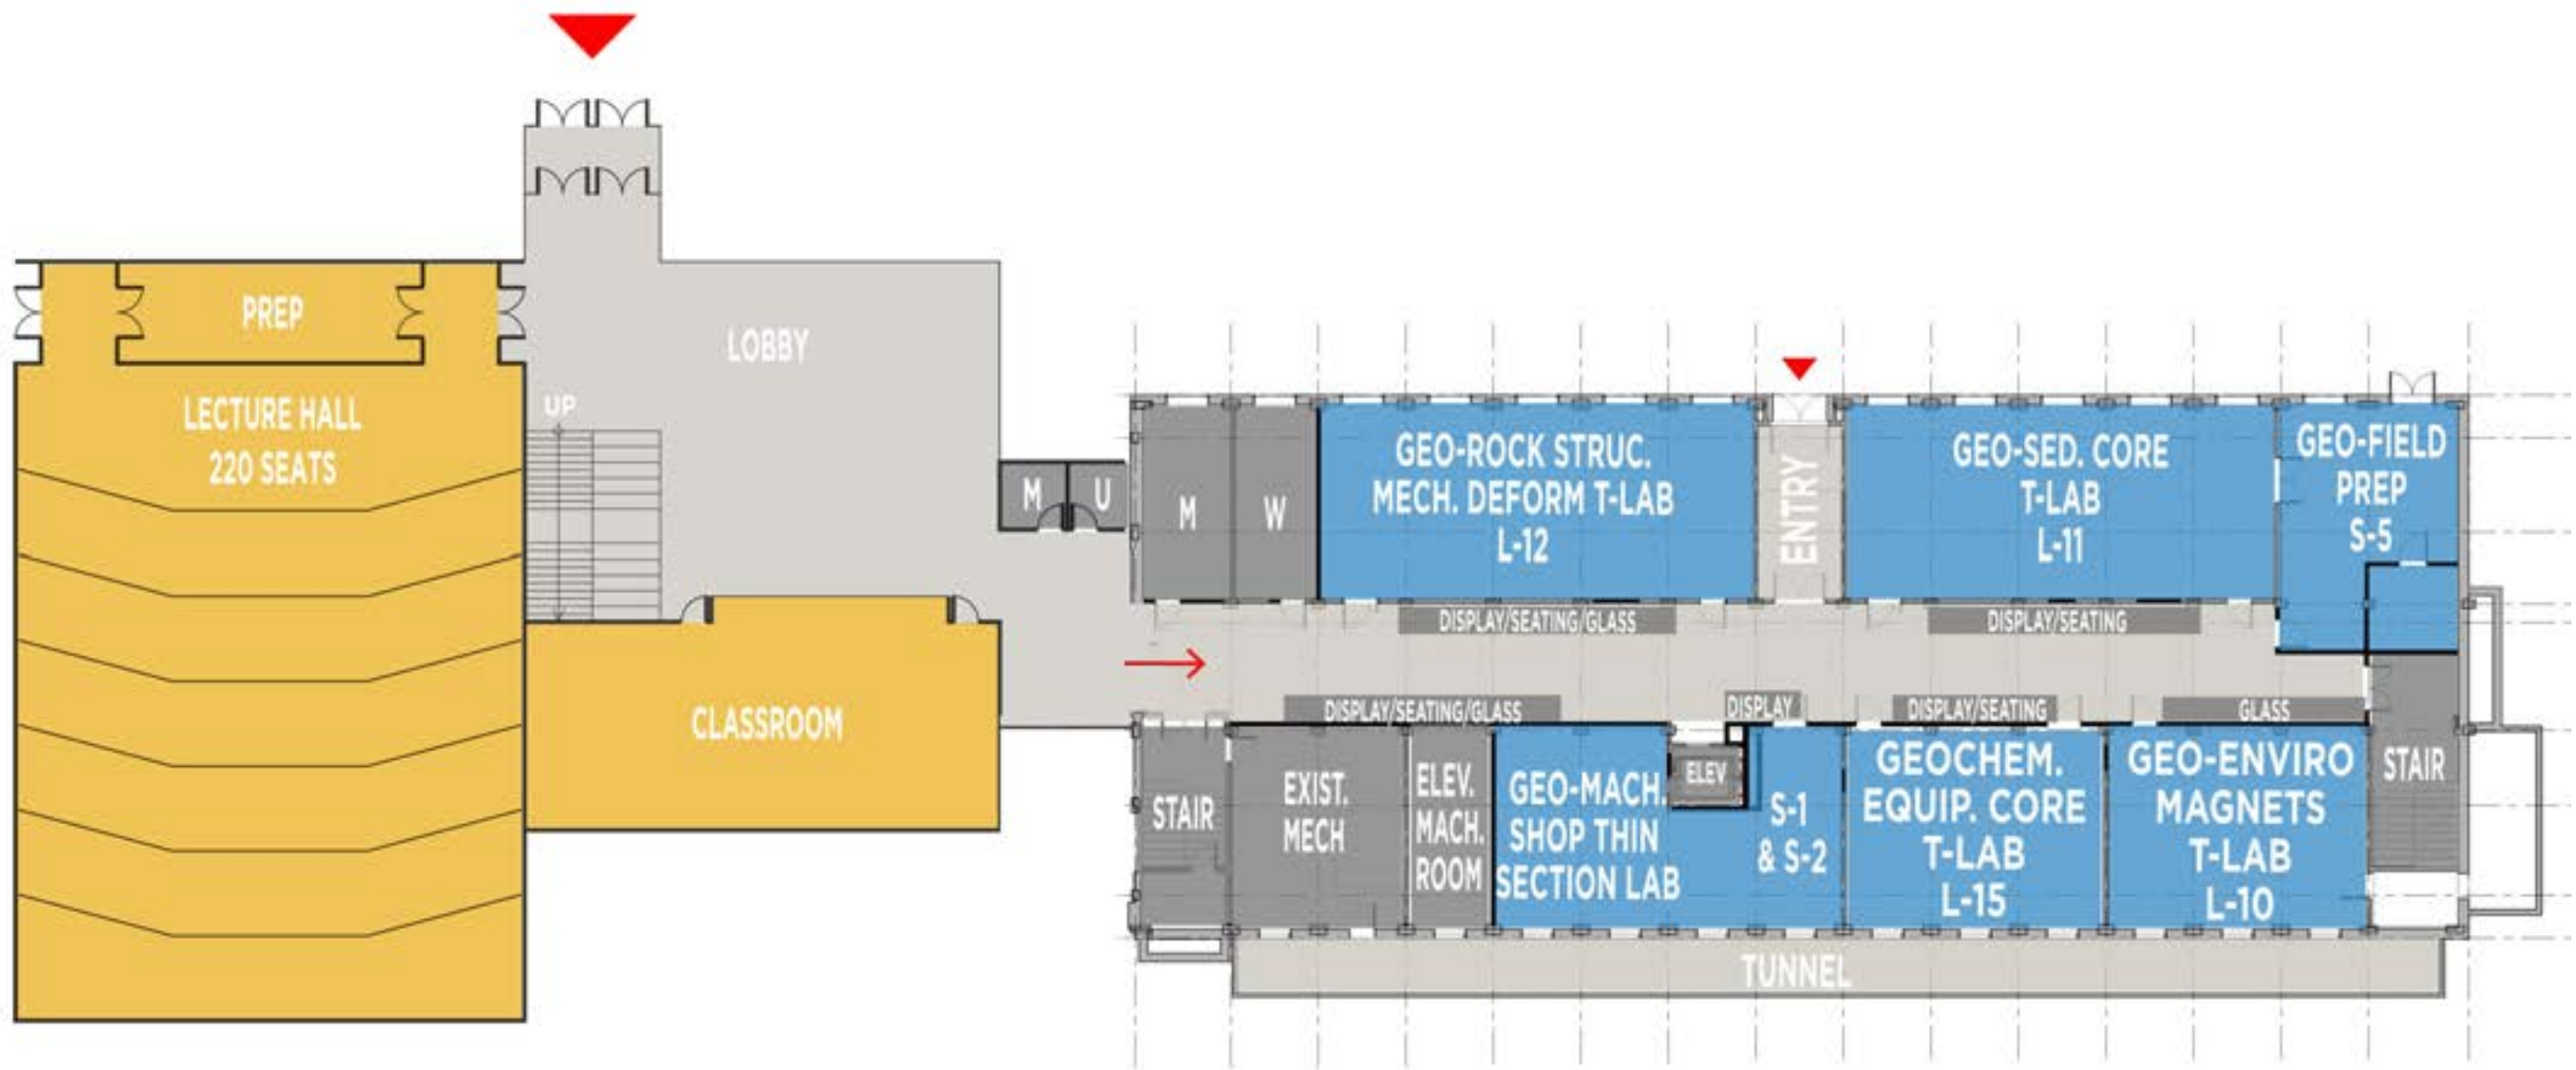 PREP
LECTURE HALL
220 SEATS
UP
LOBBY
CLASSROOM
M
U
M
W
GEO-ROCK STRUC.
MECH. DEFORM T-LAB
L-12
ENTRY
GEO-SED. CORE
T-LAB
L-11
GEO-FIELD
PREP
S-5
DISPLAY/SEATING/GLASS
DISPLAY/SEATING
DISPLAY/SEATING/GLASS
DISPLAY
DISPLAY/SEATING
GLASS
STAIR
EXIST.
MECH
ELEV.
MACH.
ROOM
GEO-MACH.
SHOP THIN
SECTION LAB
ELEV
S-1
& S-2
GEOCHEM.
EQUIP. CORE
T-LAB
L-15
GEO-ENVIRO
MAGNETS
T-LAB
L-10
STAIR
TUNNEL